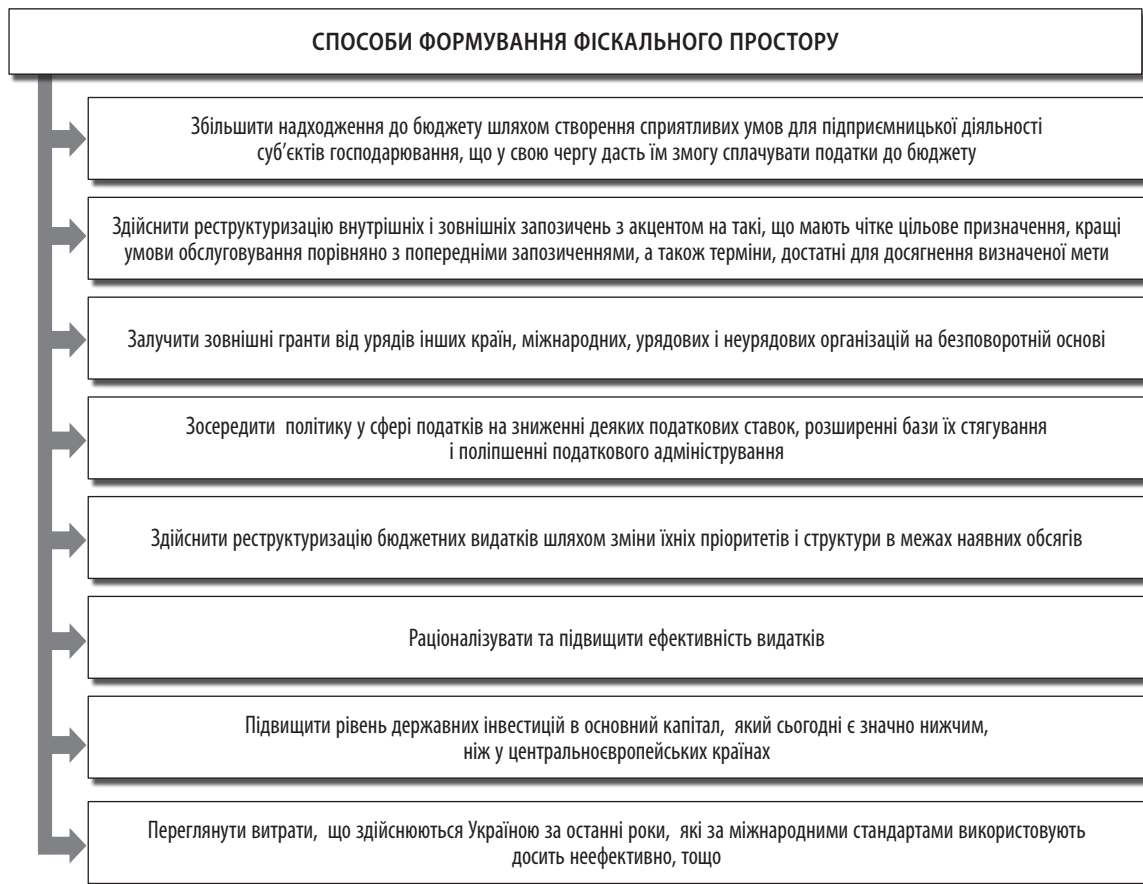 СПОСОБИ ФОРМУВАННЯ ФІСКАЛЬНОГО ПРОСТОРУ
Збільшити надходження до бюджету шляхом створення сприятливих умов для підприємницької діяльності
суб’єктів господарювання, що у свою чергу дасть їм змогу сплачувати податки до бюджету
Здійснити реструктуризацію внутрішніх і зовнішніх запозичень з акцентом на такі, що мають чітке цільове призначення, кращі
умови обслуговування порівняно з попередніми запозиченнями, а також терміни, достатні для досягнення визначеної мети
Залучити зовнішні гранти від урядів інших країн, міжнародних, урядових і неурядових організацій на безповоротній основі
Зосередити політику у сфері податків на зниженні деяких податкових ставок, розширенні бази їх стягування
і поліпшенні податкового адміністрування
Здійснити реструктуризацію бюджетних видатків шляхом зміни їхніх пріоритетів і структури в межах наявних обсягів
Раціоналізувати та підвищити ефективність видатків
Підвищити рівень державних інвестицій в основний капітал, який сьогодні є значно нижчим,
ніж у центральноєвропейських країнах
Переглянути витрати, що здійснюються Україною за останні роки, які за міжнародними стандартами використовують
досить неефективно, тощо